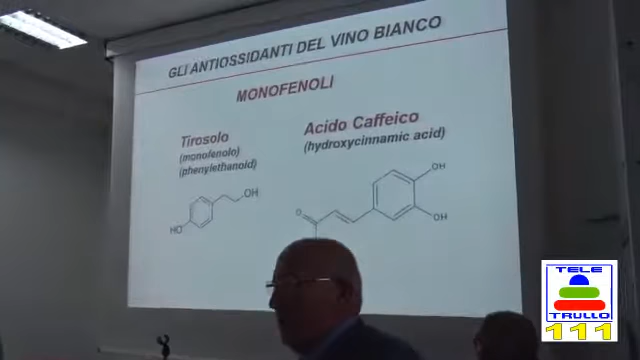 GLI ANTIOSSIDANTI DEL VINO BIANCO
MONOFENOLI
Tirosolo
(monofenolo)
(phenylethanoid)
Acido Caffeico
(hydroxycinnamic acid)
OH
HO
O
OH
OH
TELE
TRULLO
111